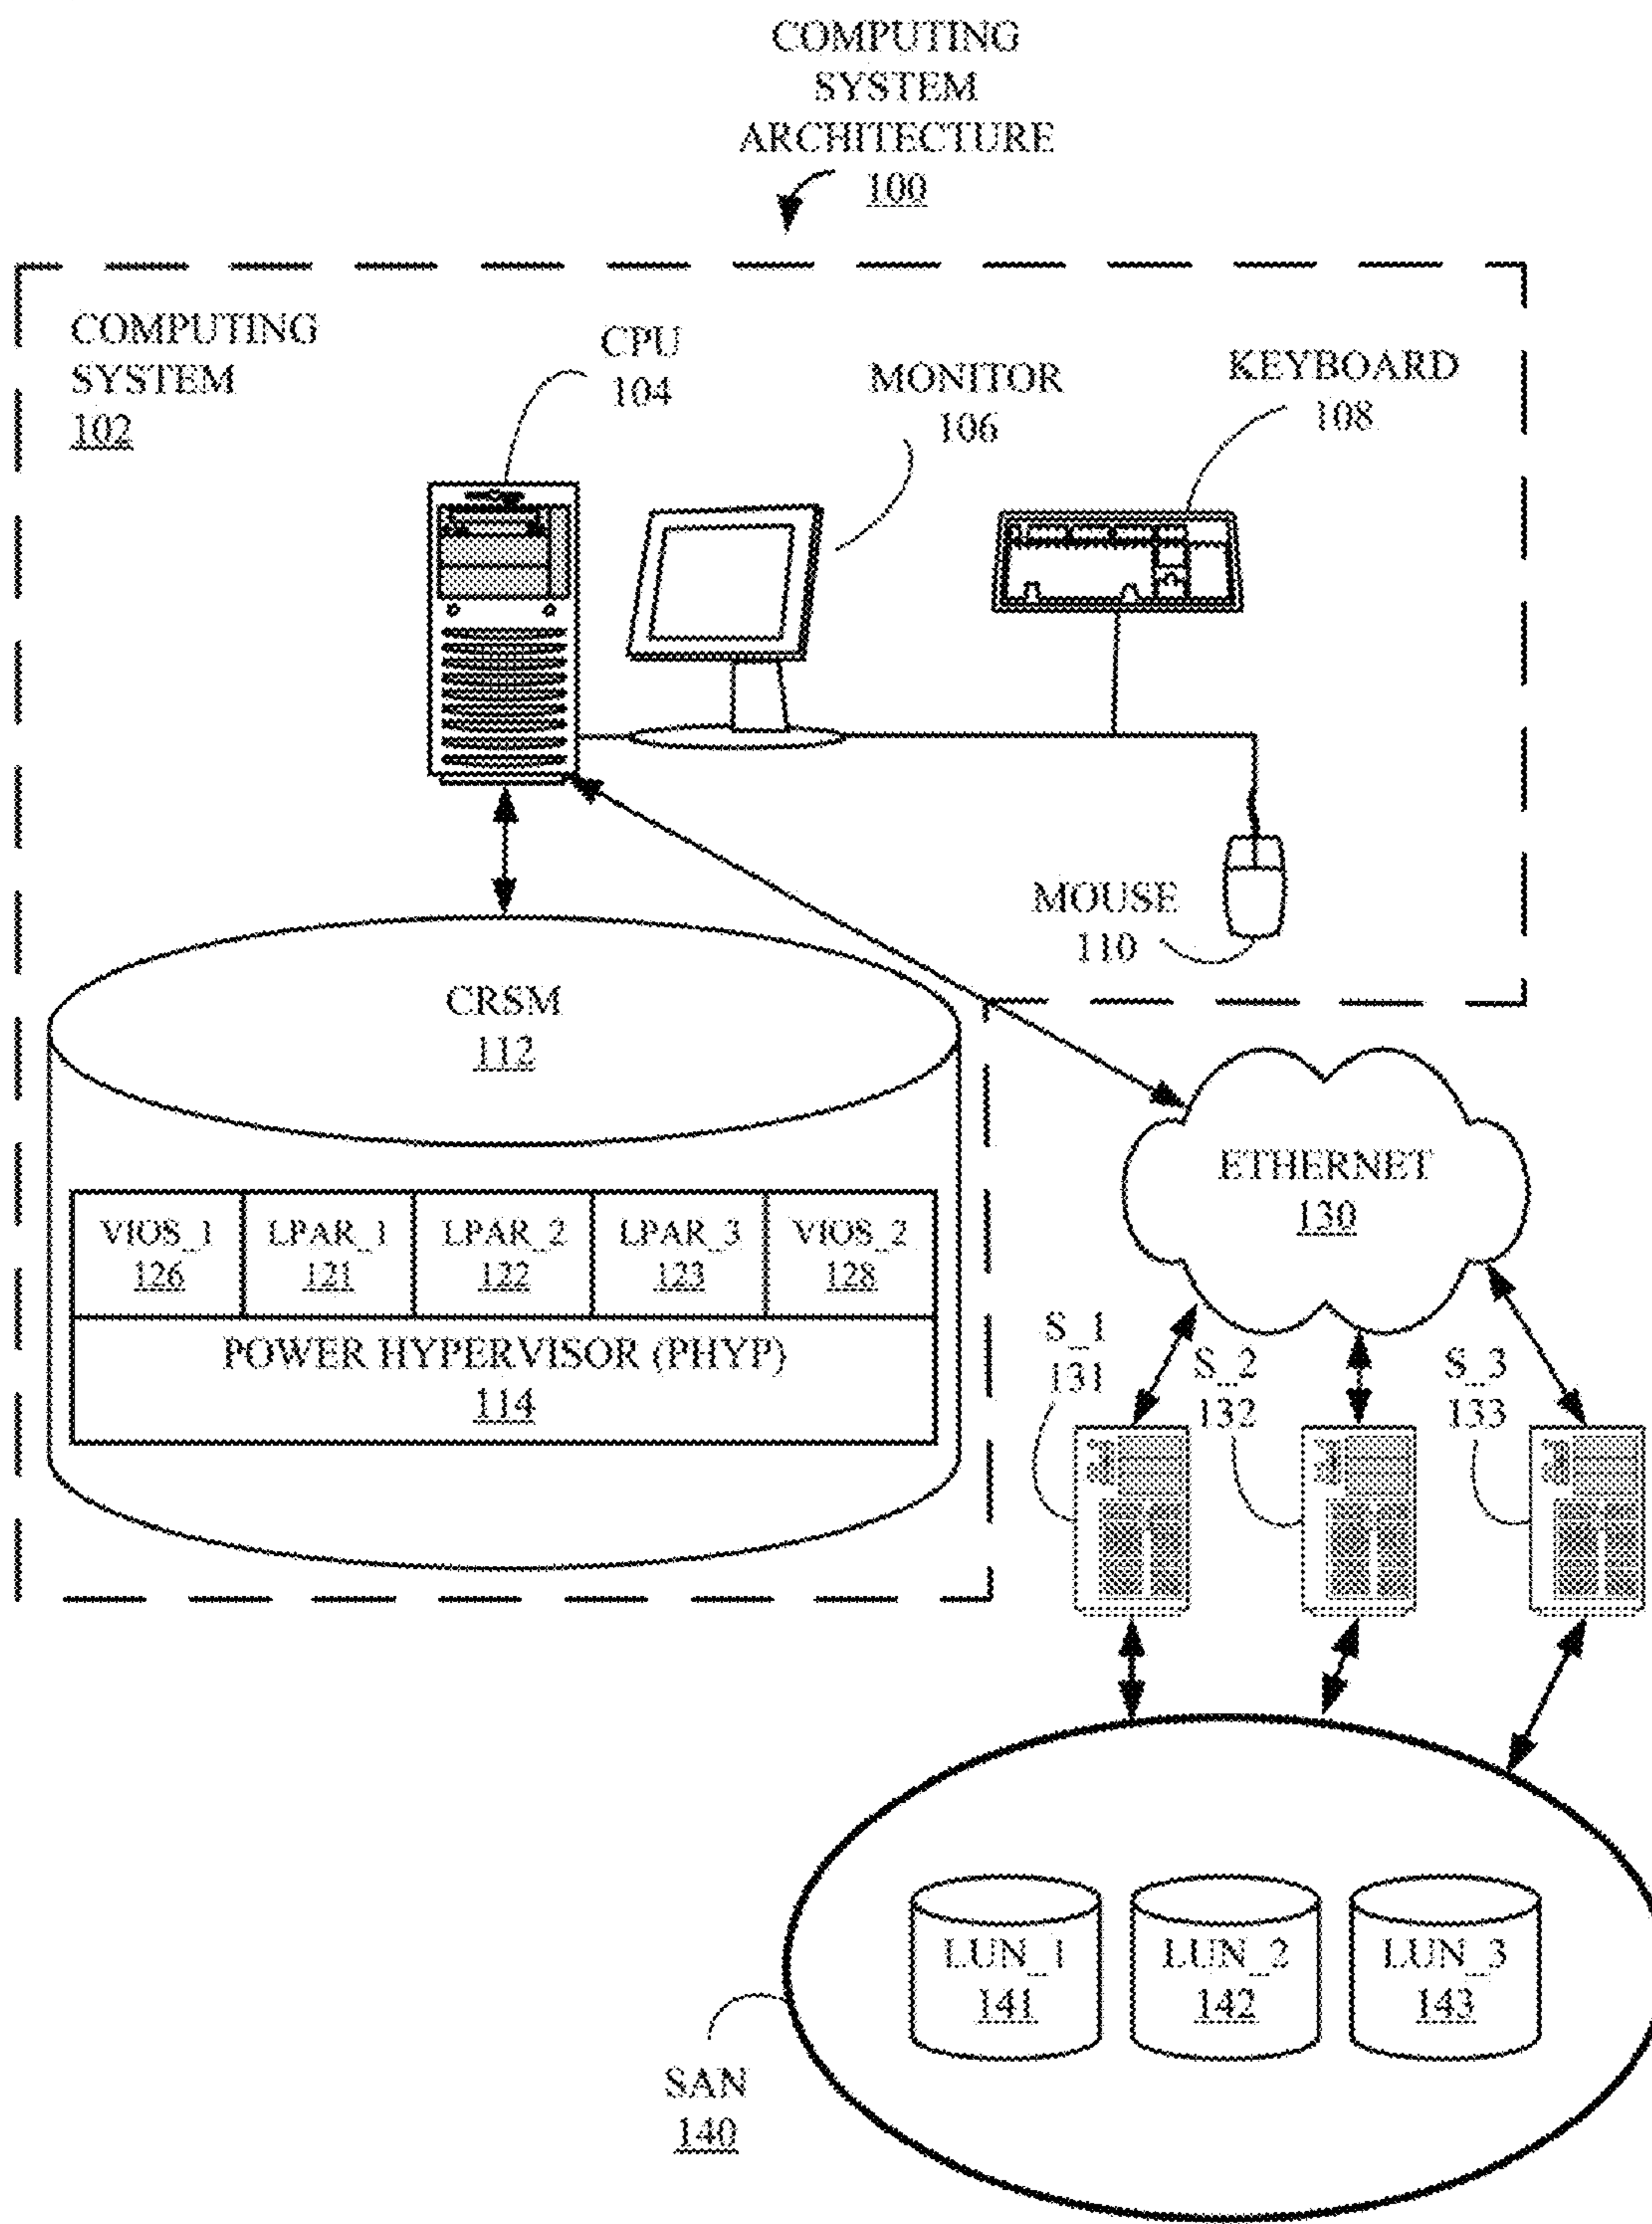 COMPUTING
SYSTEM
ARCHITECTURE
100
COMPUTING
SYSTEM
102
CPU
104
MONITOR
106
KEYBOARD
108
MOUSE
110
CRSM
112
VIOS_1
126
LPAR_1
121
LPAR_2
122
LPAR_3
123
VIOS_2
128
POWER HYPERVISOR (PHYP)
114
ETHERNET
130
S_1
131
S_2
132
S_3
133
LUN_1
141
LUN_2
142
LUN_3
143
SAN
140